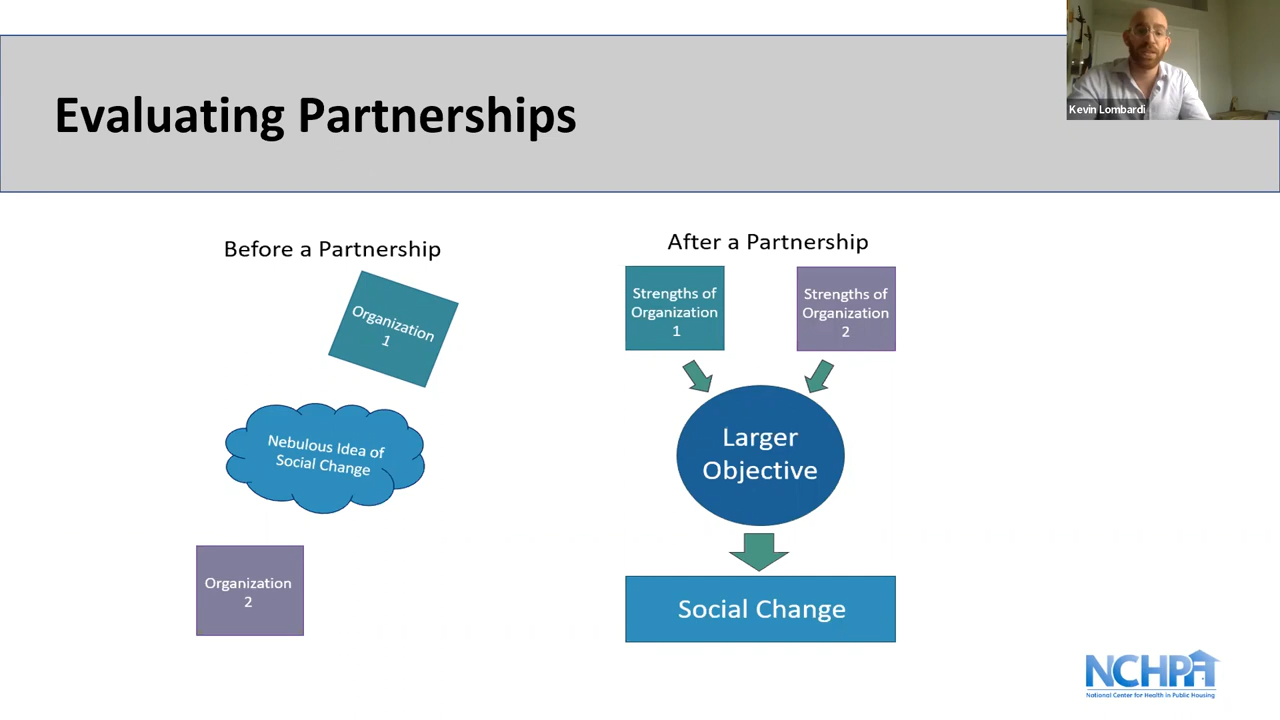 Kevin Lombardi
Evaluating Partnerships
Before a Partnership
Organization
1
Nebulous Idea of
Social Change
Organization
2
After a Partnership
Strengths of
Organization
1
Strengths of
Organization
2
Larger
Objective
Social Change
NCHPH
National Center for Health in Public Housing